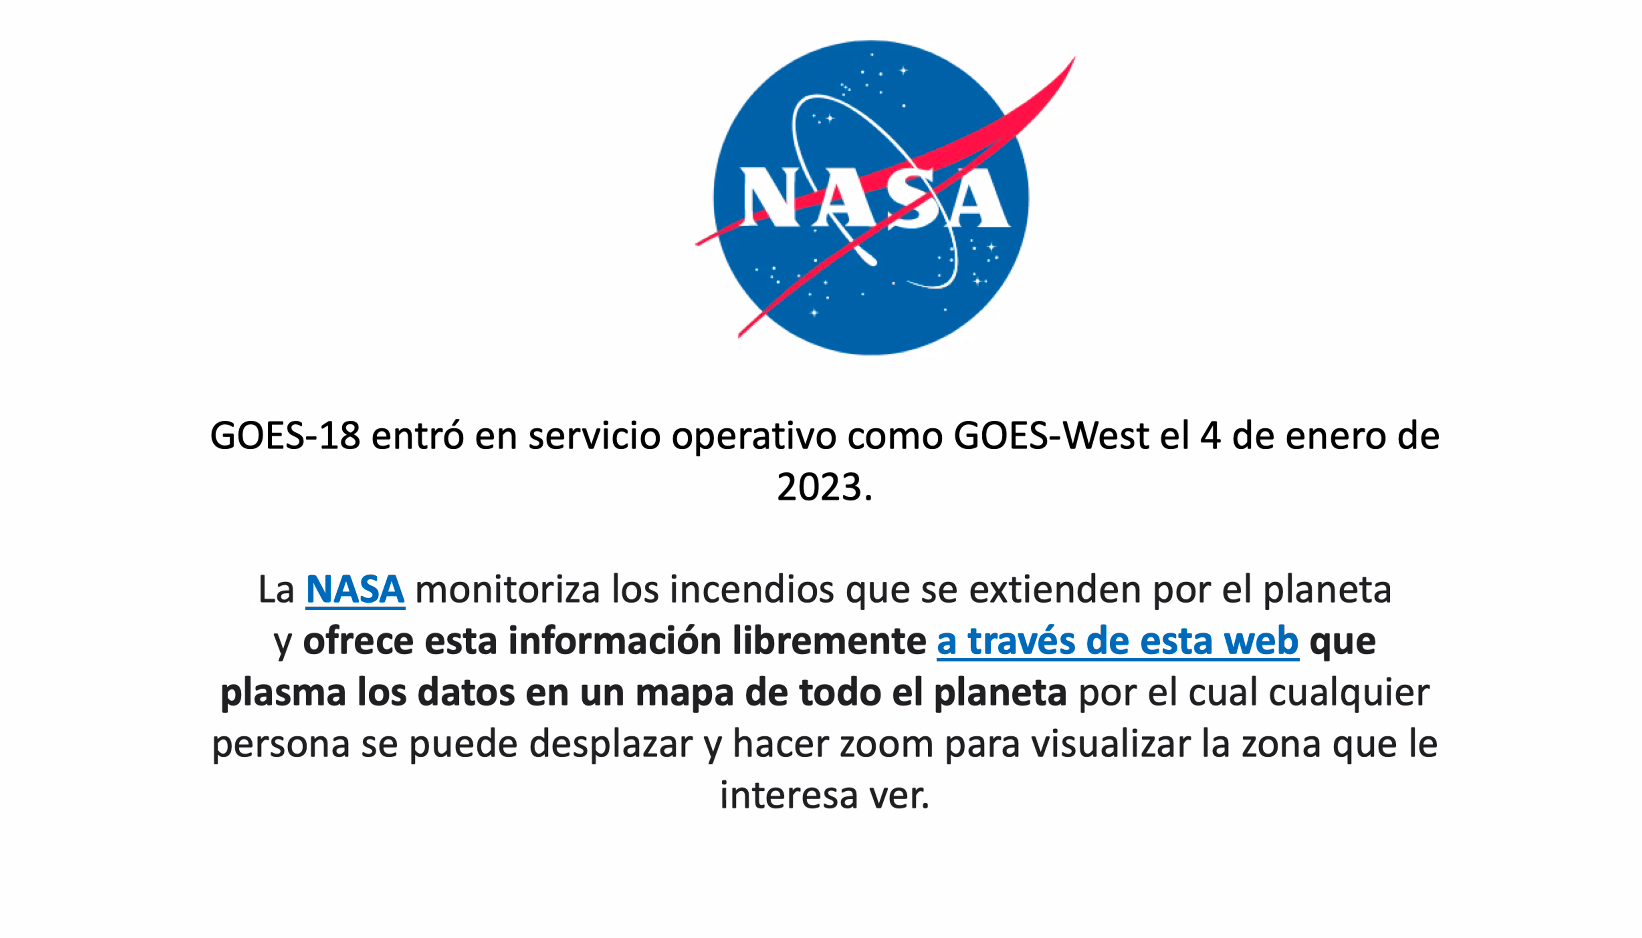 NASA
GOES-18 entró en servicio operativo como GOES-West el 4 de enero de
2023.
La NASA monitoriza los incendios que se extienden por el planeta
y ofrece esta información libremente a través de esta web que
plasma los datos en un mapa de todo el planeta por el cual cualquier
persona se puede desplazar y hacer zoom para visualizar la zona que le
interesa ver.